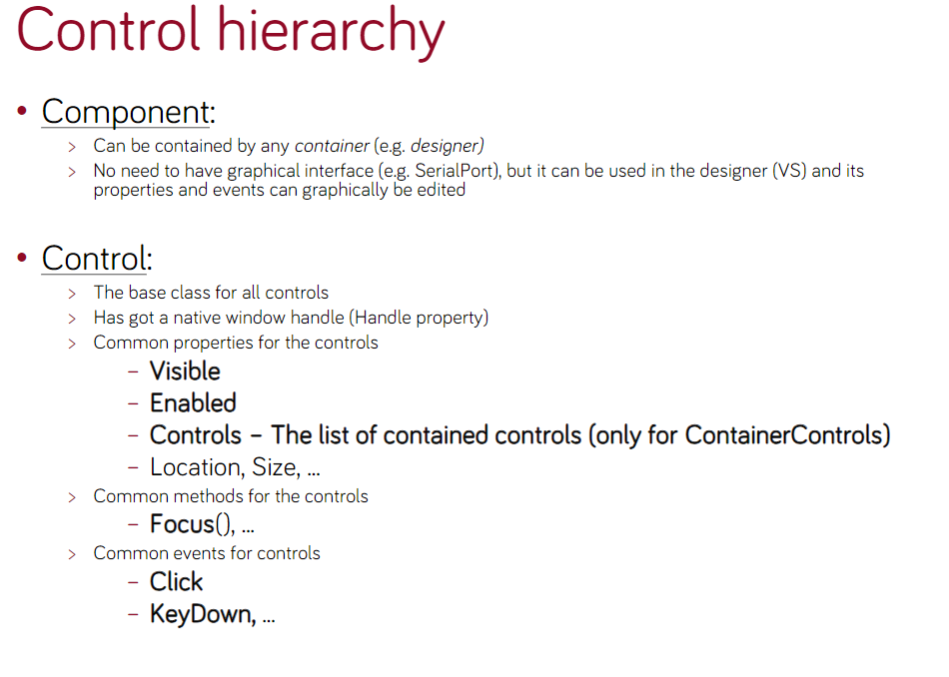 Control hierarchy
• Component:
> Can be contained by any container (e.g. designer)
> No need to have graphical interface (e.g. SerialPort), but it can be used in the designer (VS) and its
properties and events can graphically be edited
• Control:
> The base class for all controls
> Has got a native window handle (Handle property)
> Common properties for the controls
– Visible
– Enabled
– Controls – The list of contained controls (only for ContainerControls)
– Location, Size, ...
> Common methods for the controls
– Focus(), ...
> Common events for controls
– Click
– KeyDown, ...